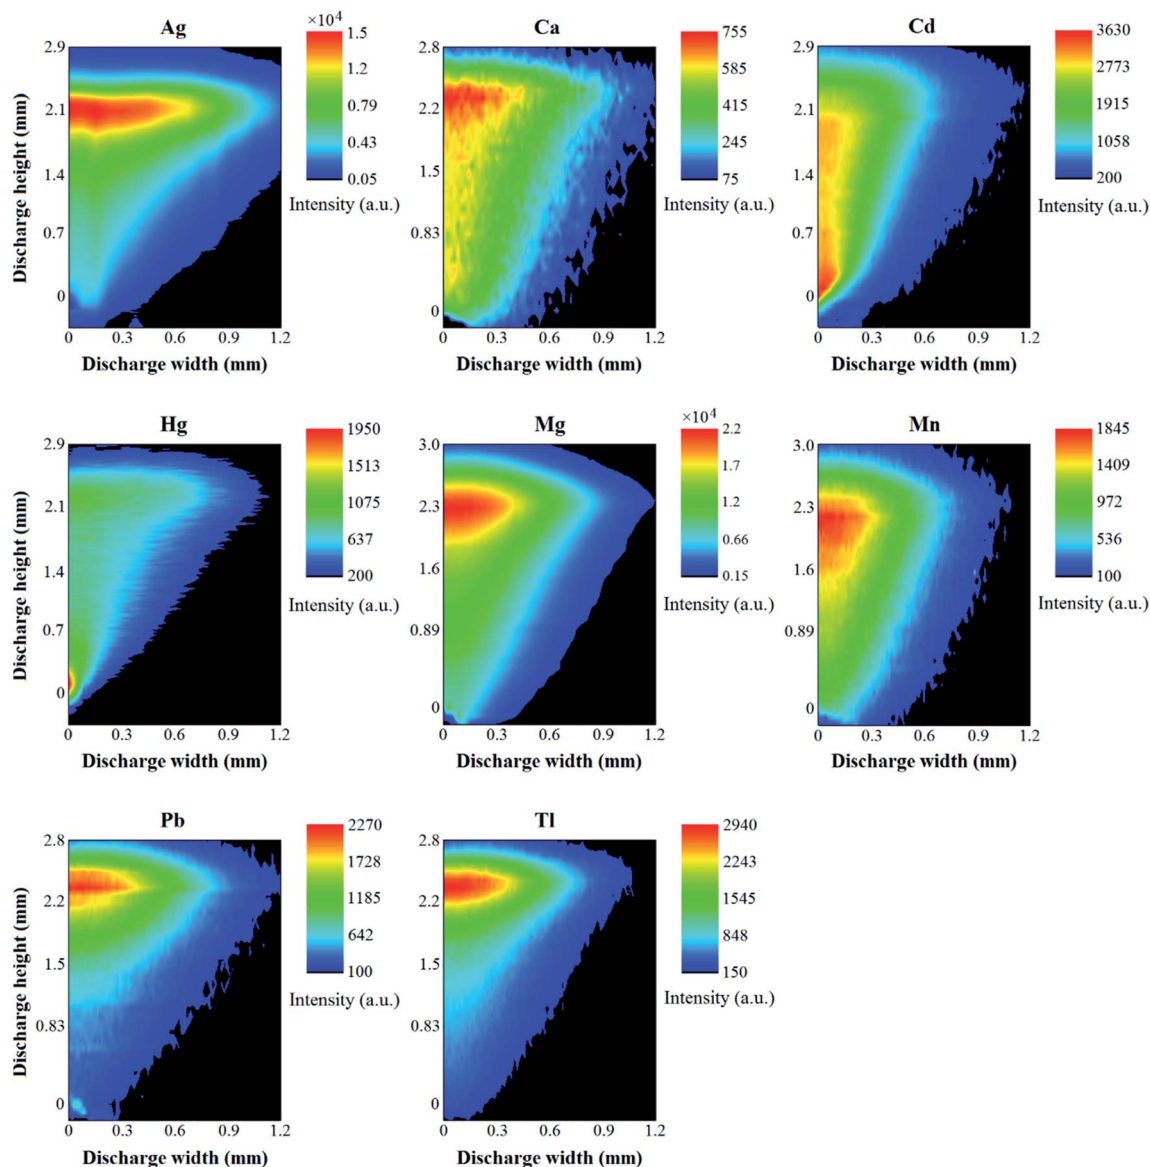 Ag
Discharge height (mm)
2.9
2.1
1.4
0.7
0
0 0.3 0.6 0.9 1.2
Discharge width (mm)
×10⁴
1.5
1.2
0.79
0.43
0.05
Intensity (a.u.)
Ca
2.8
2.2
1.5
0.83
0
0 0.3 0.6 0.9 1.2
Discharge width (mm)
755
585
415
245
75
Intensity (a.u.)
Cd
2.9
2.1
1.4
0.7
0
0 0.3 0.6 0.9 1.2
Discharge width (mm)
3630
2773
1915
1058
200
Intensity (a.u.)
Hg
Discharge height (mm)
2.9
2.1
1.4
0.7
0
0 0.3 0.6 0.9 1.2
Discharge width (mm)
1950
1513
1075
637
200
Intensity (a.u.)
Mg
3.0
2.3
1.6
0.89
0
0 0.3 0.6 0.9 1.2
Discharge width (mm)
×10⁴
2.2
1.7
1.2
0.66
0.15
Intensity (a.u.)
Mn
3.0
2.3
1.6
0.89
0
0 0.3 0.6 0.9 1.2
Discharge width (mm)
1845
1409
972
536
100
Intensity (a.u.)
Pb
Discharge height (mm)
2.8
2.2
1.5
0.83
0
0 0.3 0.6 0.9 1.2
Discharge width (mm)
2270
1728
1185
642
100
Intensity (a.u.)
Tl
2.8
2.2
1.5
0.83
0
0 0.3 0.6 0.9 1.2
Discharge width (mm)
2940
2243
1545
848
150
Intensity (a.u.)